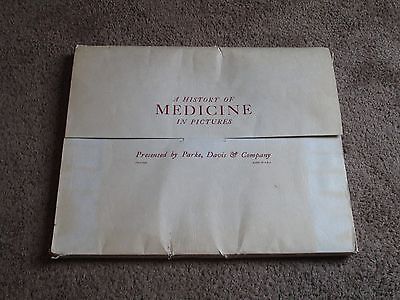 A HISTORY OF
MEDICINE
IN PICTURES
Presented by Parke, Davis & Company